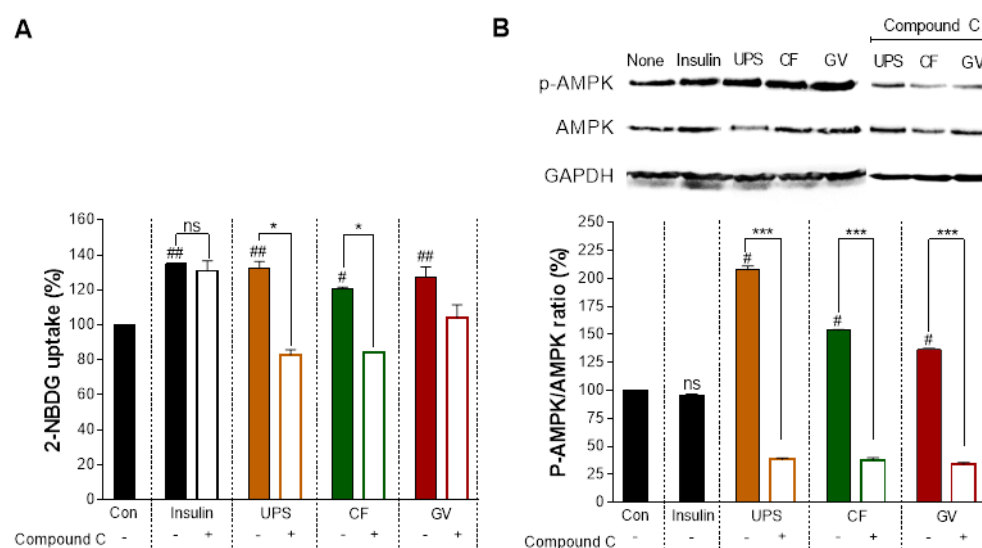 A
B
Compound C
None Insulin UPS CF GV UPS CF GV
p-AMPK
AMPK
GAPDH
2-NBDG uptake (%)
160
140
120
100
80
60
40
20
0
## ns ## * # * ##
Con Insulin UPS CF GV
Compound C - - + - + - + - +
P-AMPK/AMPK ratio (%)
250
225
200
175
150
125
100
75
50
25
0
ns # *** # *** # ***
Con Insulin UPS CF GV
Compound C - - - + - + - +